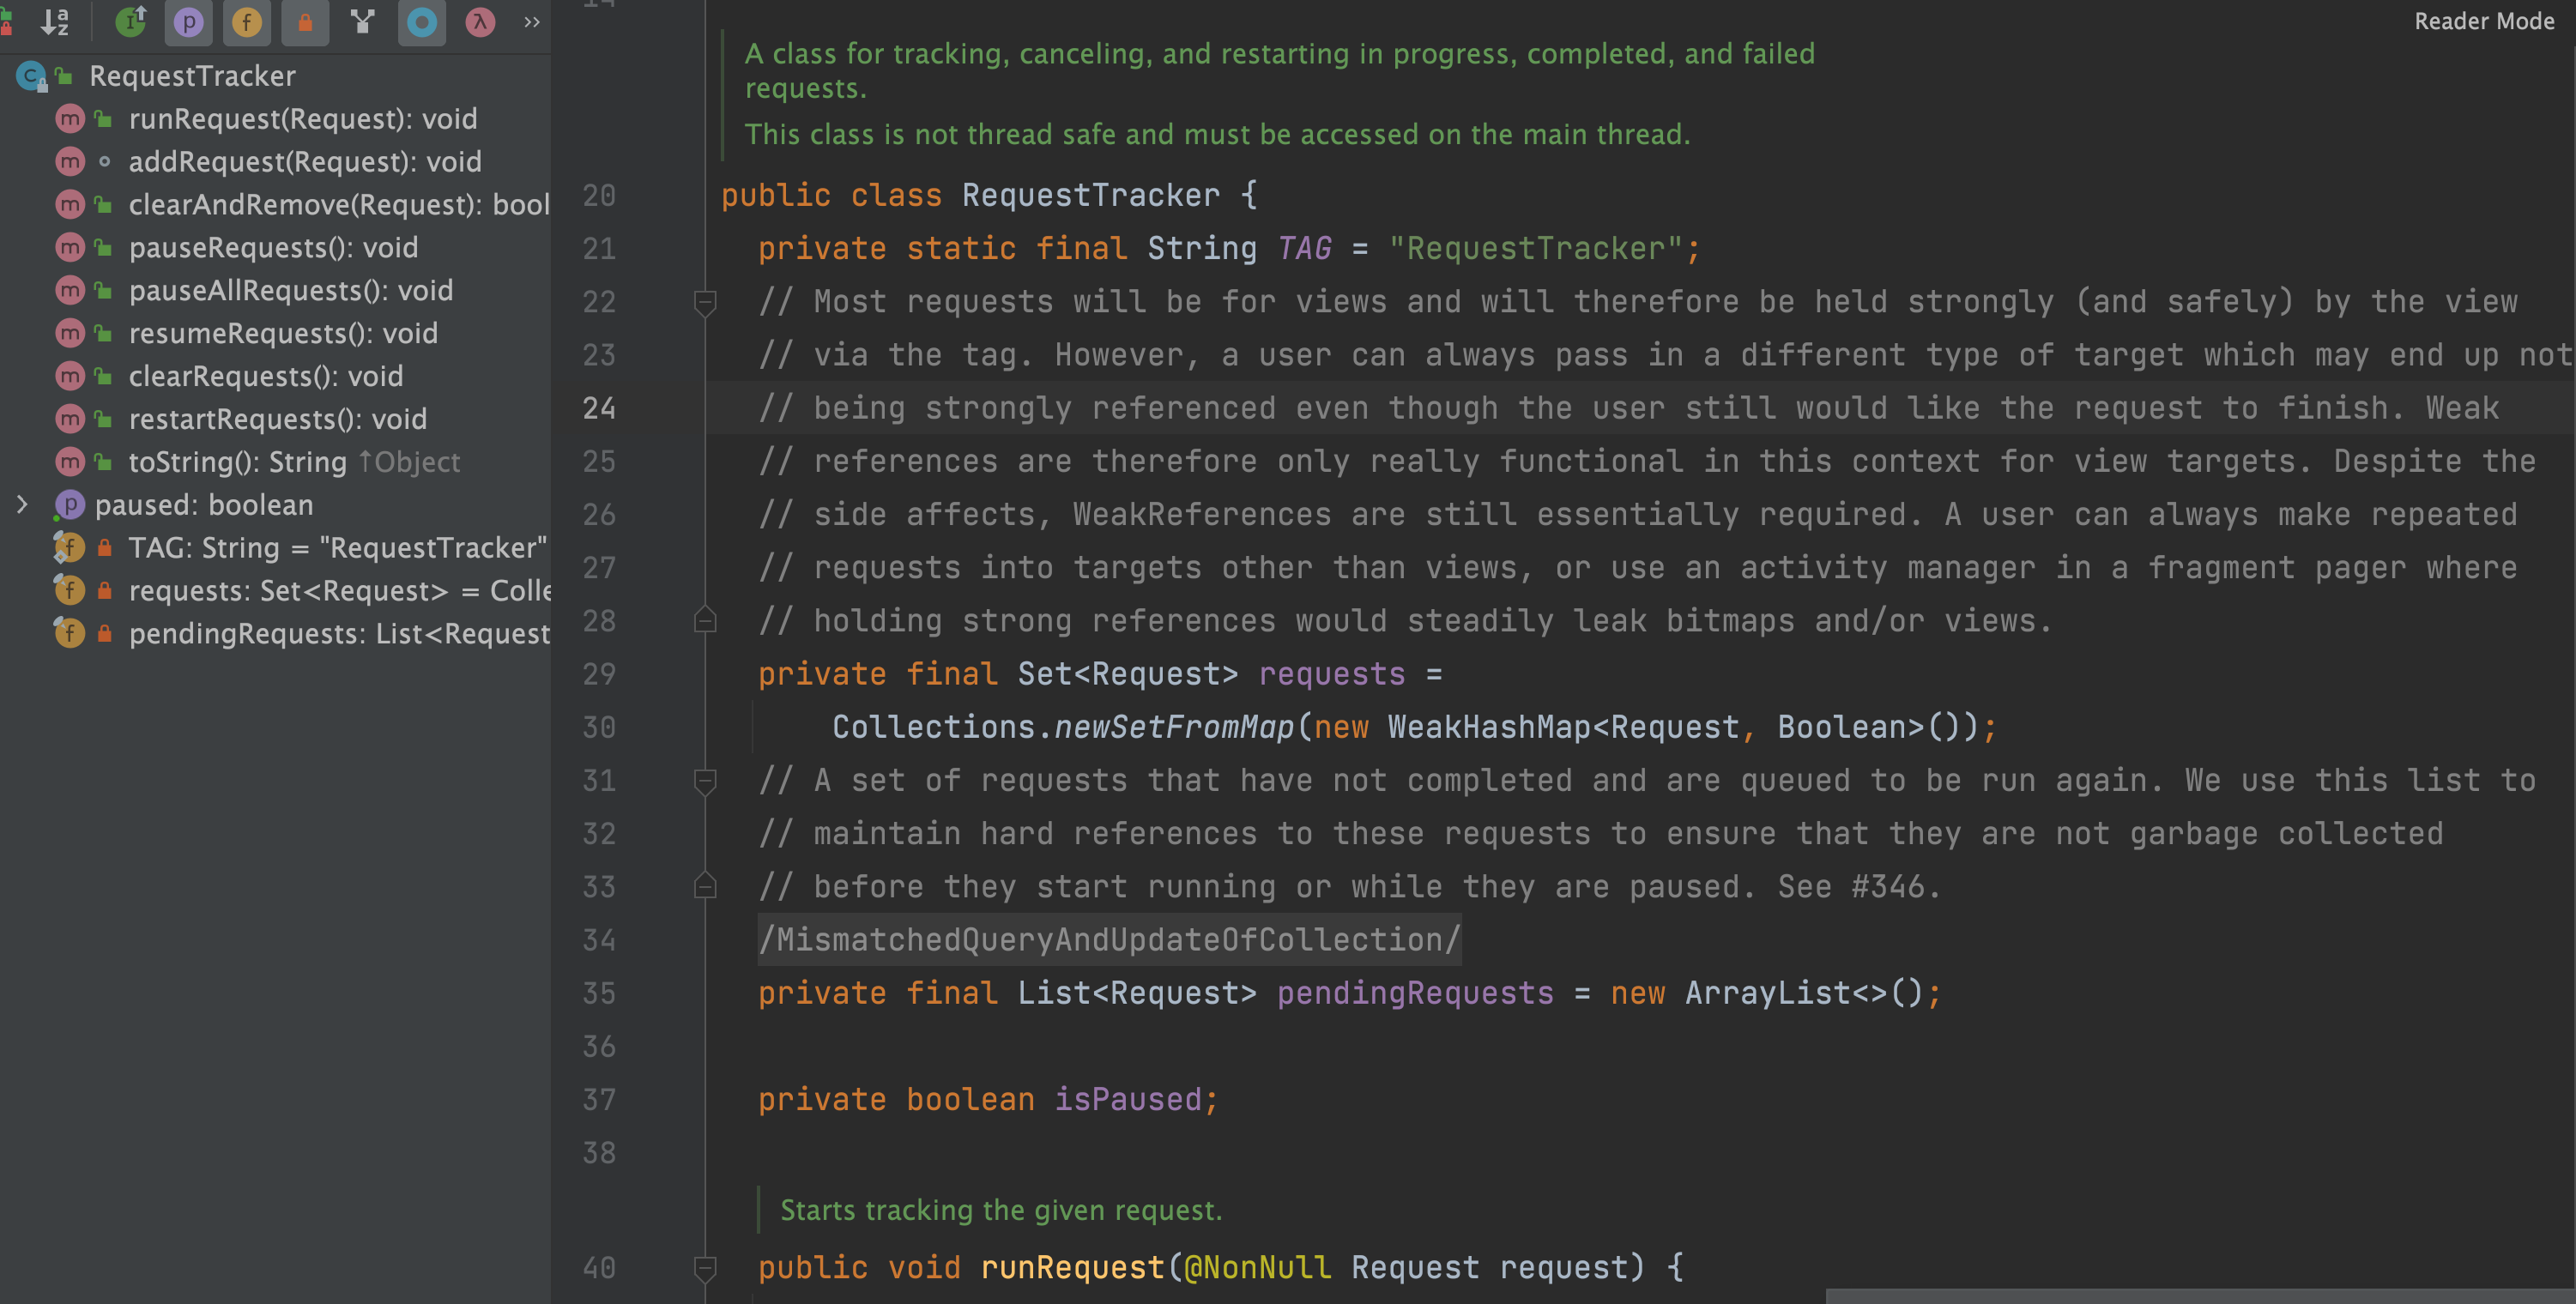 Reader Mode
RequestTracker
runRequest(Request): void
addRequest(Request): void
clearAndRemove(Request): bool
pauseRequests(): void
pauseAllRequests(): void
resumeRequests(): void
clearRequests(): void
restartRequests(): void
toString(): String ↑Object
paused: boolean
TAG: String = "RequestTracker"
requests: Set<Request> = Colle
pendingRequests: List<Request
A class for tracking, canceling, and restarting in progress, completed, and failed
requests.
This class is not thread safe and must be accessed on the main thread.
20 public class RequestTracker {
21 private static final String TAG = "RequestTracker";
22 // Most requests will be for views and will therefore be held strongly (and safely) by the view
23 // via the tag. However, a user can always pass in a different type of target which may end up not
24 // being strongly referenced even though the user still would like the request to finish. Weak
25 // references are therefore only really functional in this context for view targets. Despite the
26 // side affects, WeakReferences are still essentially required. A user can always make repeated
27 // requests into targets other than views, or use an activity manager in a fragment pager where
28 // holding strong references would steadily leak bitmaps and/or views.
29 private final Set<Request> requests =
30 Collections.newSetFromMap(new WeakHashMap<Request, Boolean>());
31 // A set of requests that have not completed and are queued to be run again. We use this list to
32 // maintain hard references to these requests to ensure that they are not garbage collected
33 // before they start running or while they are paused. See #346.
34 /MismatchedQueryAndUpdateOfCollection/
35 private final List<Request> pendingRequests = new ArrayList<>();
36
37 private boolean isPaused;
38
Starts tracking the given request.
40 public void runRequest(@NonNull Request request) {